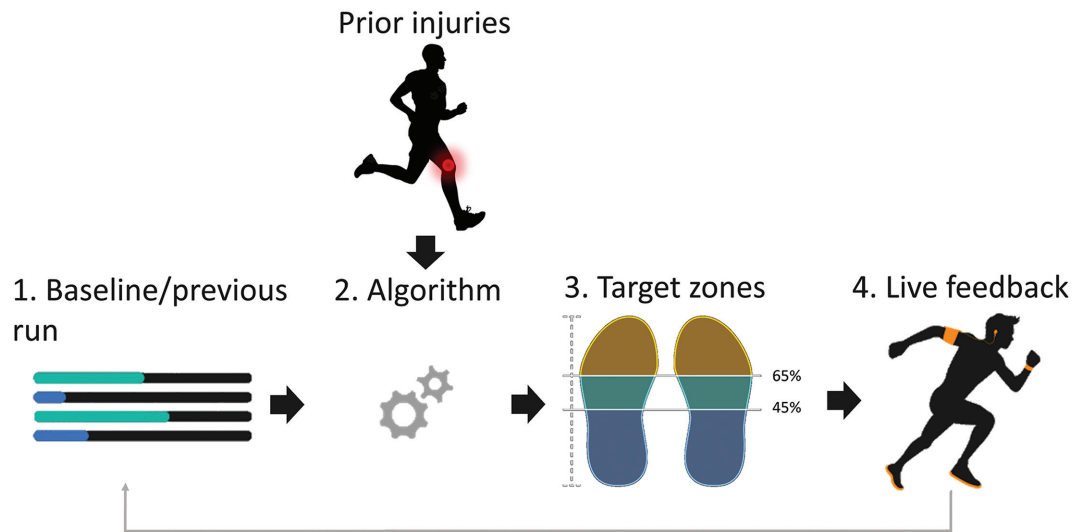 Prior injuries
1. Baseline/previous
run
2. Algorithm
3. Target zones
4. Live feedback
65%
45%